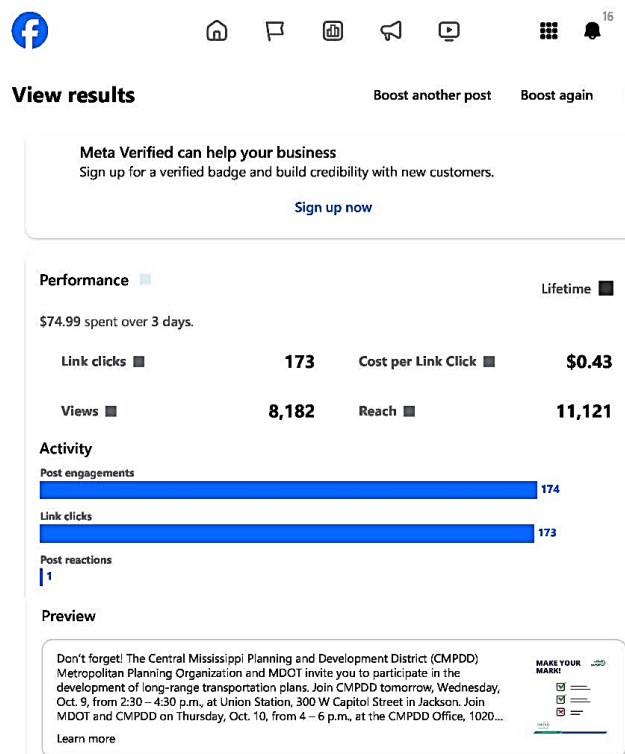 16
View results
Boost another post
Boost again
Meta Verified can help your business
Sign up for a verified badge and build credibility with new customers.
Sign up now
Performance
Lifetime
$74.99 spent over 3 days.
Link clicks 173 Cost per Link Click $0.43
Views 8,182 Reach 11,121
Activity
Post engagements
174
Link clicks
173
Post reactions
1
Preview
Don't forget! The Central Mississippi Planning and Development District (CMPDD)
Metropolitan Planning Organization and MDOT invite you to participate in the
development of long-range transportation plans. Join CMPDD tomorrow, Wednesday,
Oct. 9, from 2:30 – 4:30 p.m., at Union Station, 300 W Capitol Street in Jackson. Join
MDOT and CMPDD on Thursday, Oct. 10, from 4 – 6 p.m., at the CMPDD Office, 1020...
Learn more
MAKE YOUR
MARK!